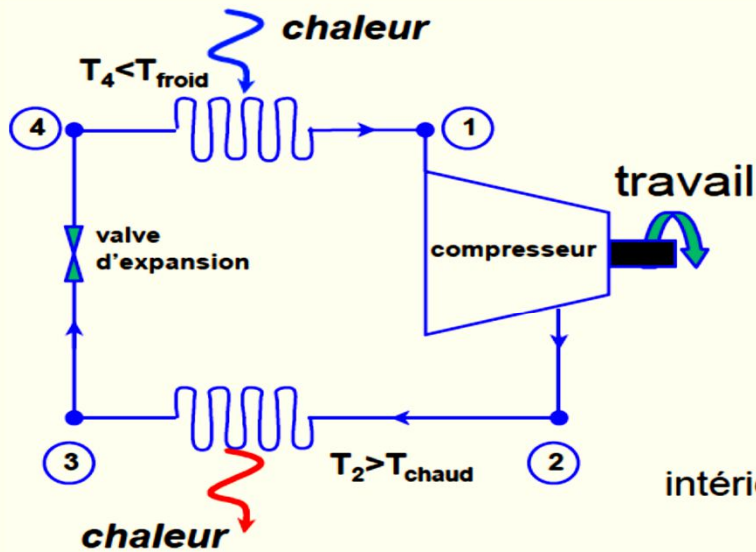 chaleur
T4<Tfroid
4
1
travail
valve
d'expansion
compresseur
3
T2>Tchaud
2
chaleur